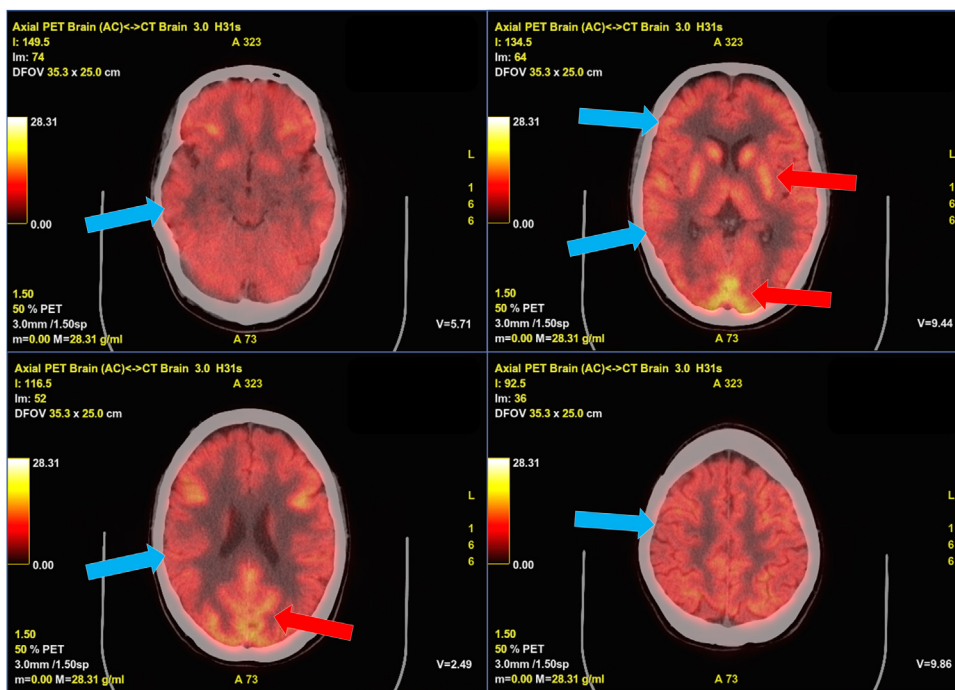 Axial PET Brain (AC)<->CT Brain 3.0 H31s
I: 149.5
A 323
Im: 74
DFOV 35.3 x 25.0 cm
28.31
L
1
6
6
0.00
1.50
50 % PET
3.0mm /1.50sp
V=5.71
m=0.00 M=28.31 g/ml
A 73
Axial PET Brain (AC)<->CT Brain 3.0 H31s
I: 134.5
A 323
Im: 64
DFOV 35.3 x 25.0 cm
28.31
L
1
6
6
0.00
1.50
50 % PET
3.0mm /1.50sp
V=9.44
m=0.00 M=28.31 g/ml
A 73
Axial PET Brain (AC)<->CT Brain 3.0 H31s
I: 116.5
A 323
Im: 52
DFOV 35.3 x 25.0 cm
28.31
L
1
6
6
0.00
1.50
50 % PET
3.0mm /1.50sp
V=2.49
m=0.00 M=28.31 g/ml
A 73
Axial PET Brain (AC)<->CT Brain 3.0 H31s
I: 92.5
A 323
Im: 36
DFOV 35.3 x 25.0 cm
28.31
L
1
6
6
0.00
1.50
50 % PET
3.0mm /1.50sp
V=9.86
m=0.00 M=28.31 g/ml
A 73